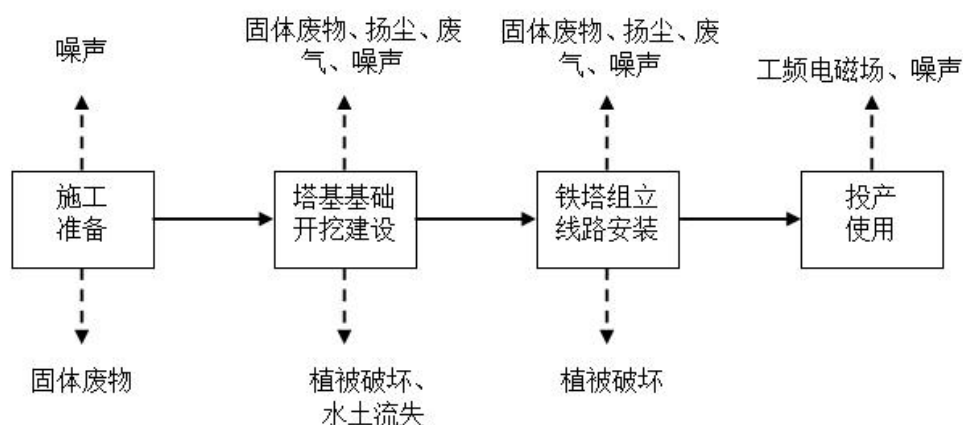 噪声
固体废物、扬尘、废
气、噪声
固体废物、扬尘、废
气、噪声
工频电磁场、噪声
施工
准备
塔基基础
开挖建设
铁塔组立
线路安装
投产
使用
固体废物
植被破坏、
水土流失
植被破坏